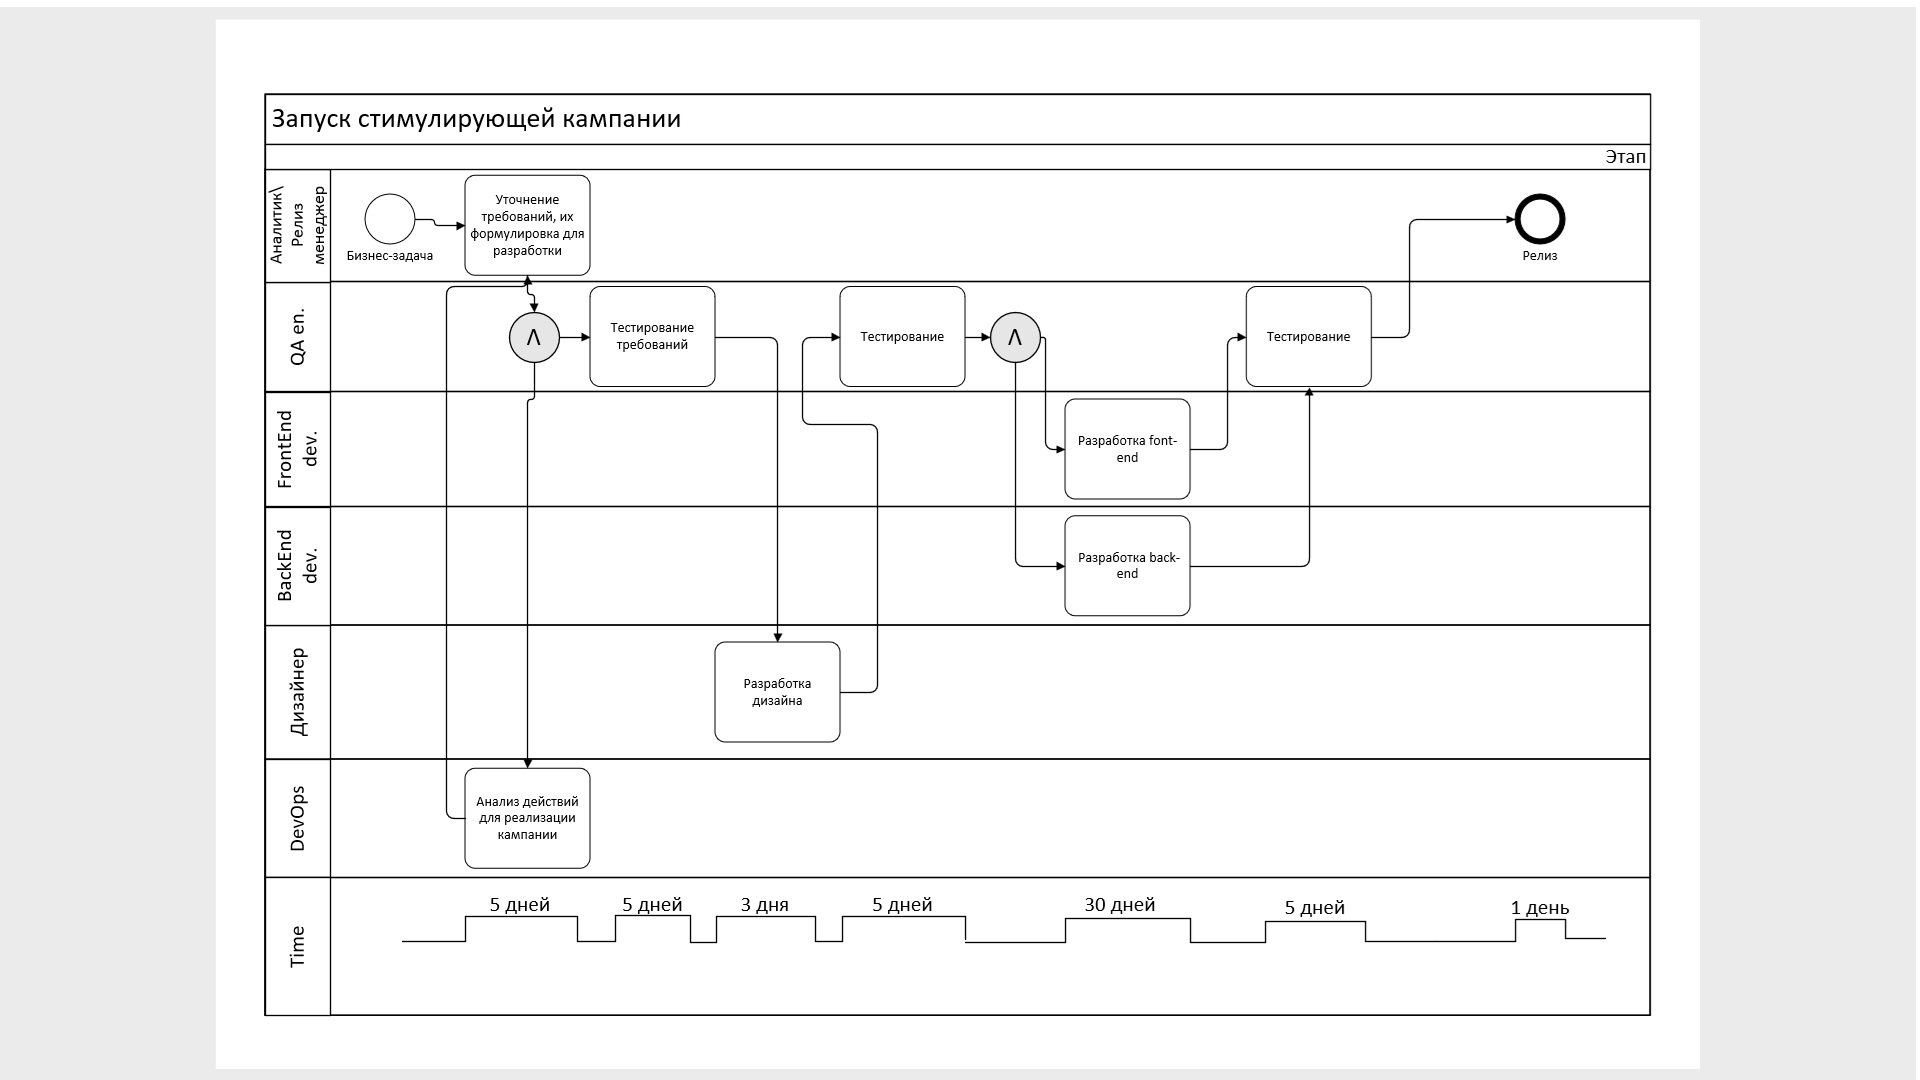 Запуск стимулирующей кампании
Этап
Аналитик\
Релиз
менеджер
Бизнес-задача
Уточнение
требований, их
формулировка для
разработки
Релиз
QA en.
Λ
Тестирование
требований
Тестирование
Λ
Тестирование
FrontEnd
dev.
Разработка font-
end
BackEnd
dev.
Разработка back-
end
Дизайнер
Разработка
дизайна
DevOps
Анализ действий
для реализации
кампании
Time
5 дней
5 дней
3 дня
5 дней
30 дней
5 дней
1 день